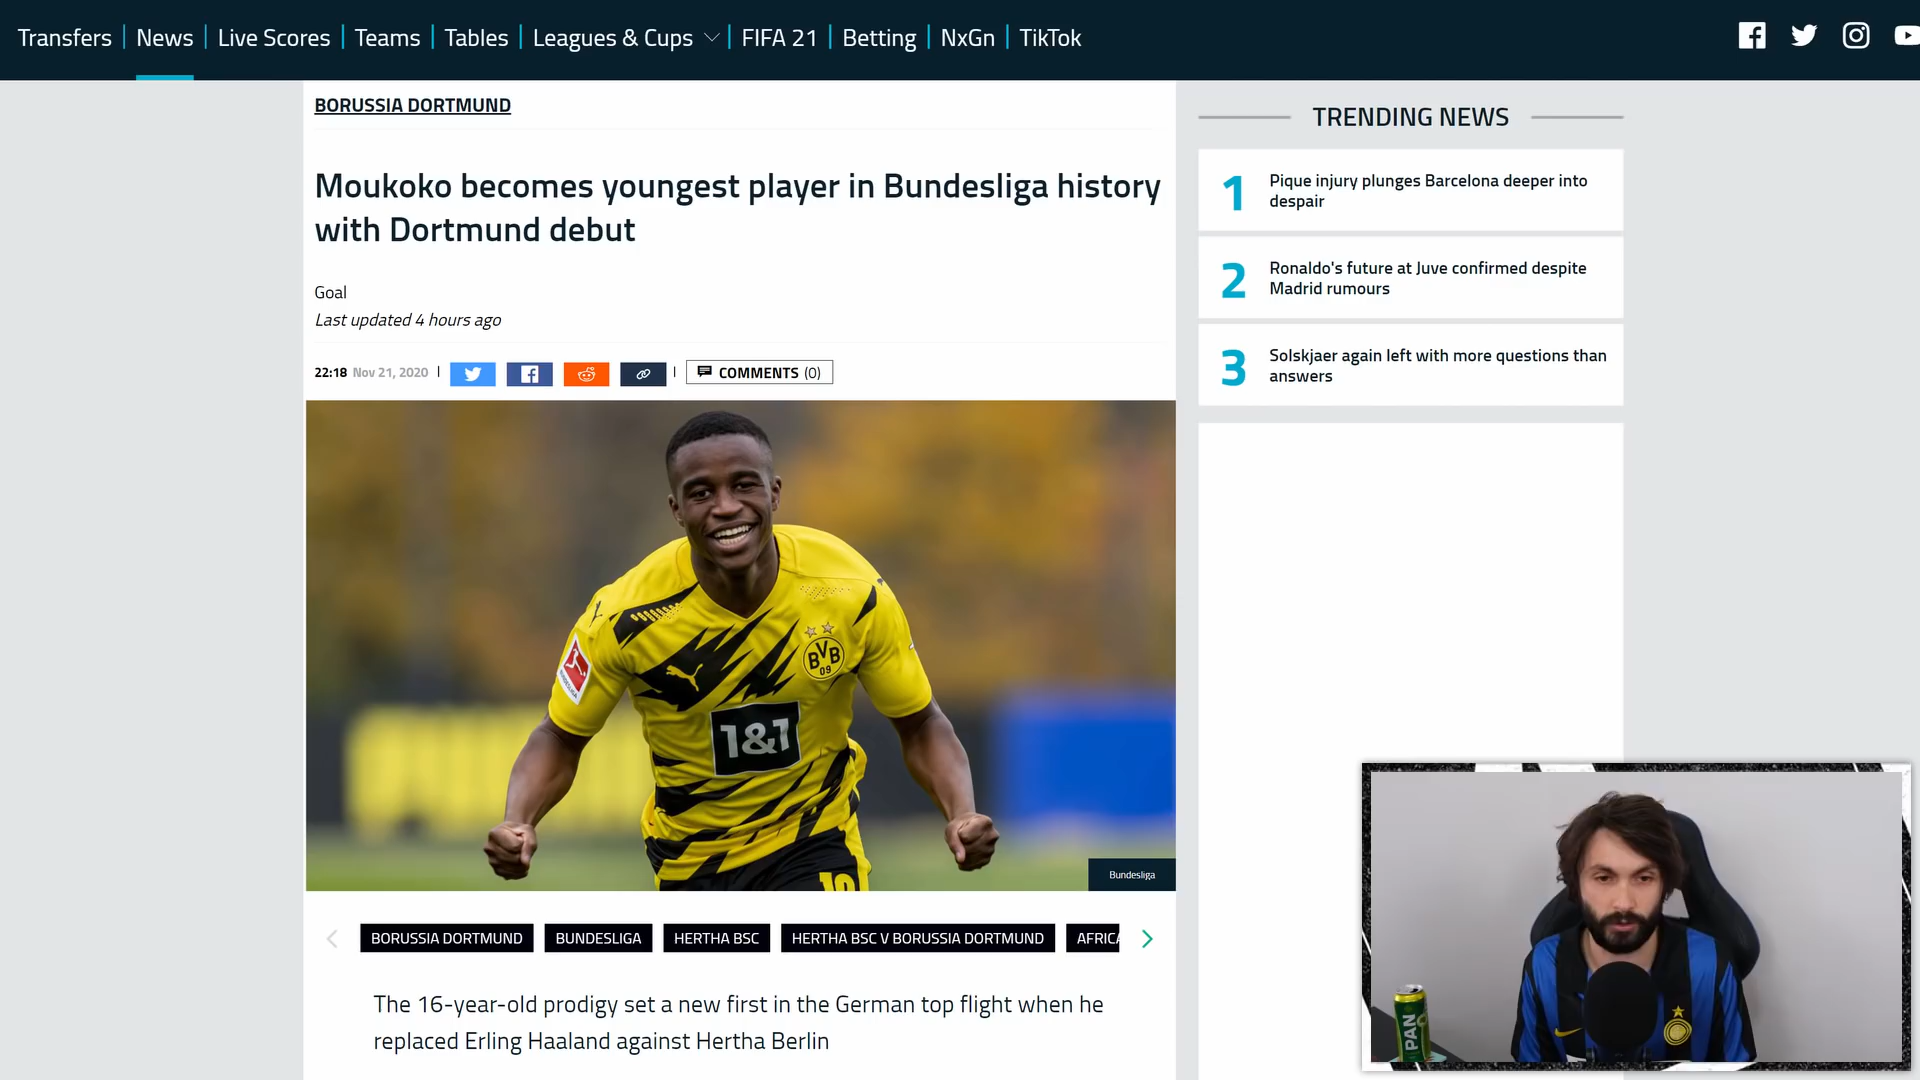 Transfers News Live Scores Teams Tables Leagues & Cups FIFA 21 Betting NxGn TikTok
BORUSSIA DORTMUND
Moukoko becomes youngest player in Bundesliga history
with Dortmund debut
Goal
Last updated 4 hours ago
22:18 Nov 21, 2020
COMMENTS (0)
BVB
09
1&1
Bundesliga
BORUSSIA DORTMUND BUNDESLIGA HERTHA BSC HERTHA BSC V BORUSSIA DORTMUND AFRICA
The 16-year-old prodigy set a new first in the German top flight when he
replaced Erling Haaland against Hertha Berlin
TRENDING NEWS
1 Pique injury plunges Barcelona deeper into
despair
2 Ronaldo's future at Juve confirmed despite
Madrid rumours
3 Solskjaer again left with more questions than
answers
PAN